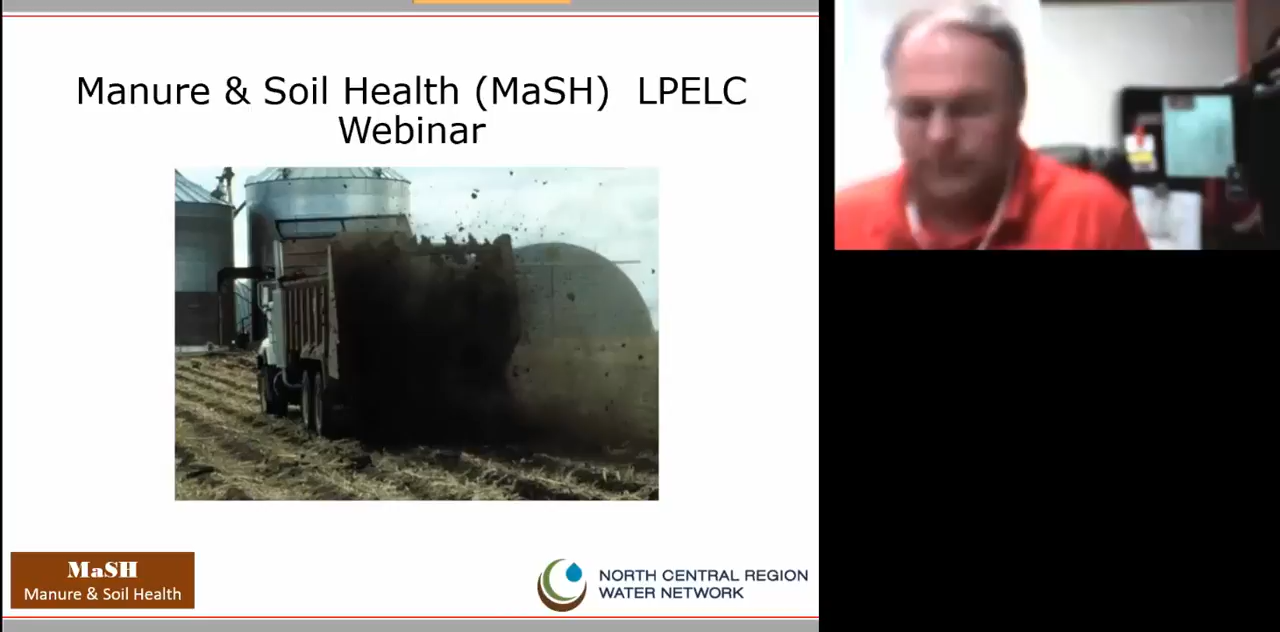 Manure & Soil Health (MaSH) LPELC
Webinar
MaSH
Manure & Soil Health
NORTH CENTRAL REGION
WATER NETWORK